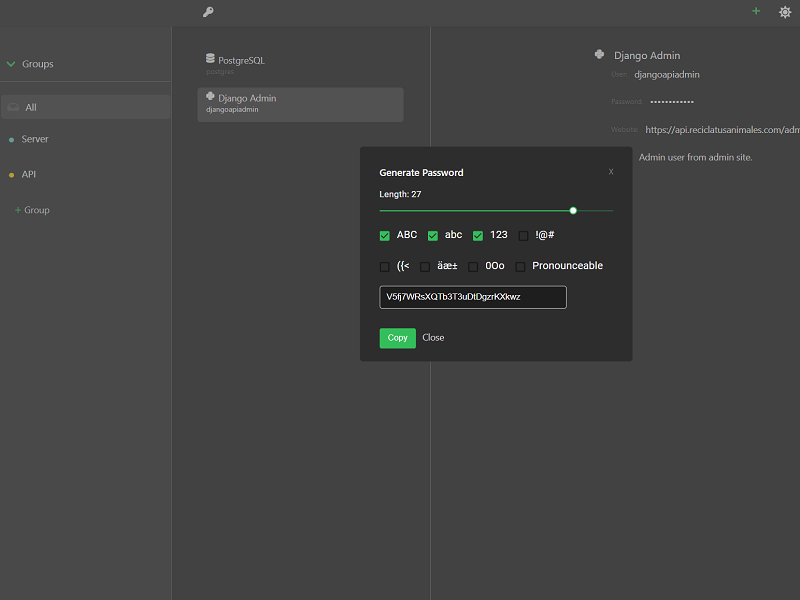 Groups
All
Server
API
+ Group
PostgreSQL
postgres
Django Admin
djangoapiadmin
Django Admin
User: djangoapiadmin
Password: ••••••••••••
Website: https://api.reciclatusanimales.com/adm
Admin user from admin site.
Generate Password
X
Length: 27
ABC abc 123 !@#
({< äæ± 0Oo Pronounceable
V5fj7WRsXQTb3T3uDtDgzrKXkwz
Copy Close